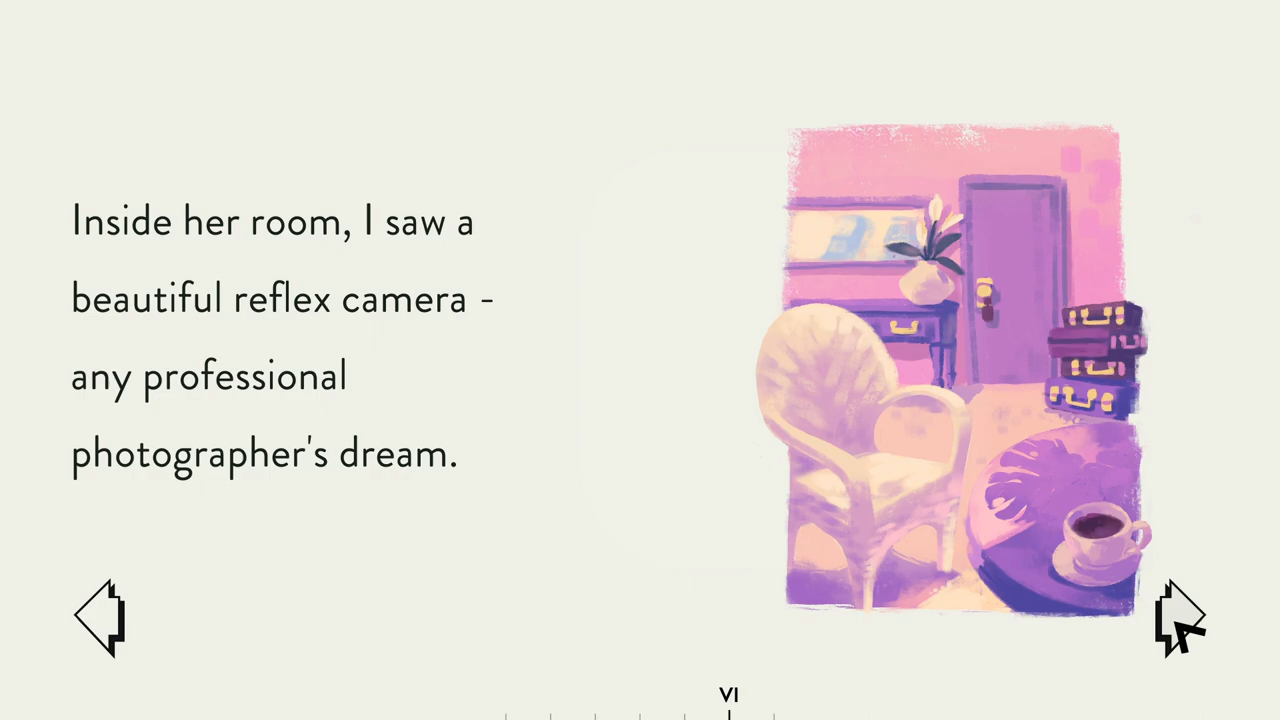 Inside her room, I saw a
beautiful reflex camera -
any professional
photographer's dream.
VI